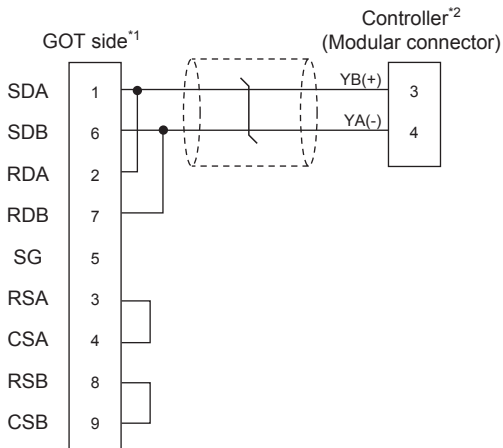 Controller*2
(Modular connector)
GOT side*1
SDA 1 YB(+) 3
SDB 6 YA(-) 4
RDA 2
RDB 7
SG 5
RSA 3
CSA 4
RSB 8
CSB 9